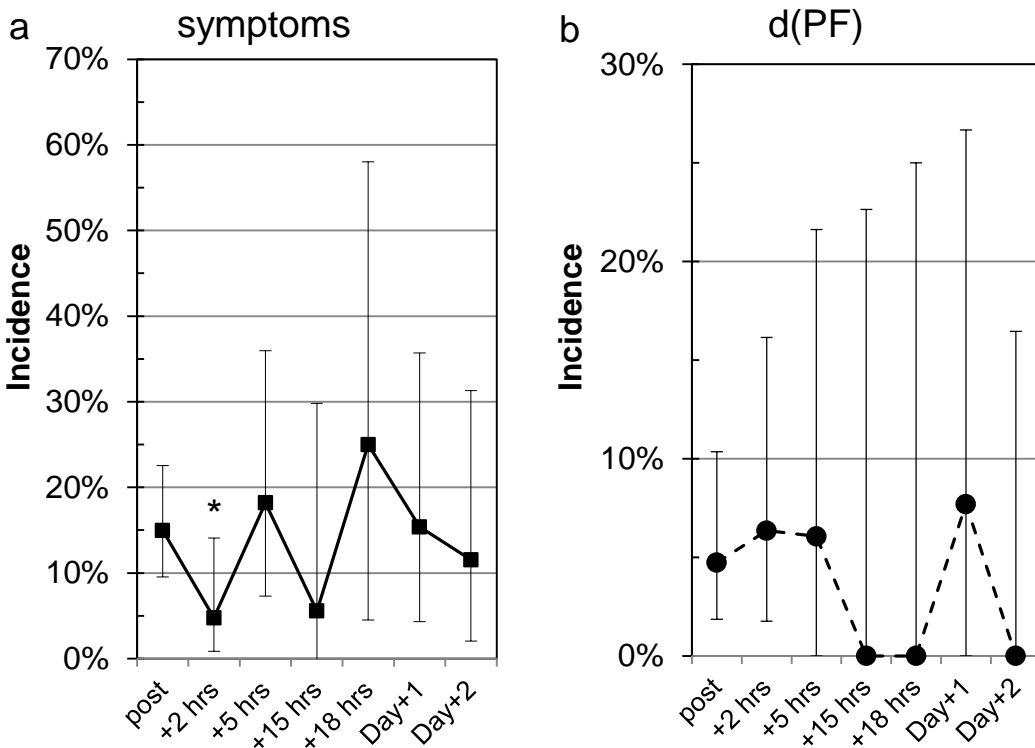 a
symptoms
70%
60%
50%
40%
30%
20%
10%
0%
Incidence
*
post
+2 hrs
+5 hrs
+15 hrs
+18 hrs
Day+1
Day+2
b
d(PF)
30%
20%
10%
0%
Incidence
post
+2 hrs
+5 hrs
+15 hrs
+18 hrs
Day+1
Day+2